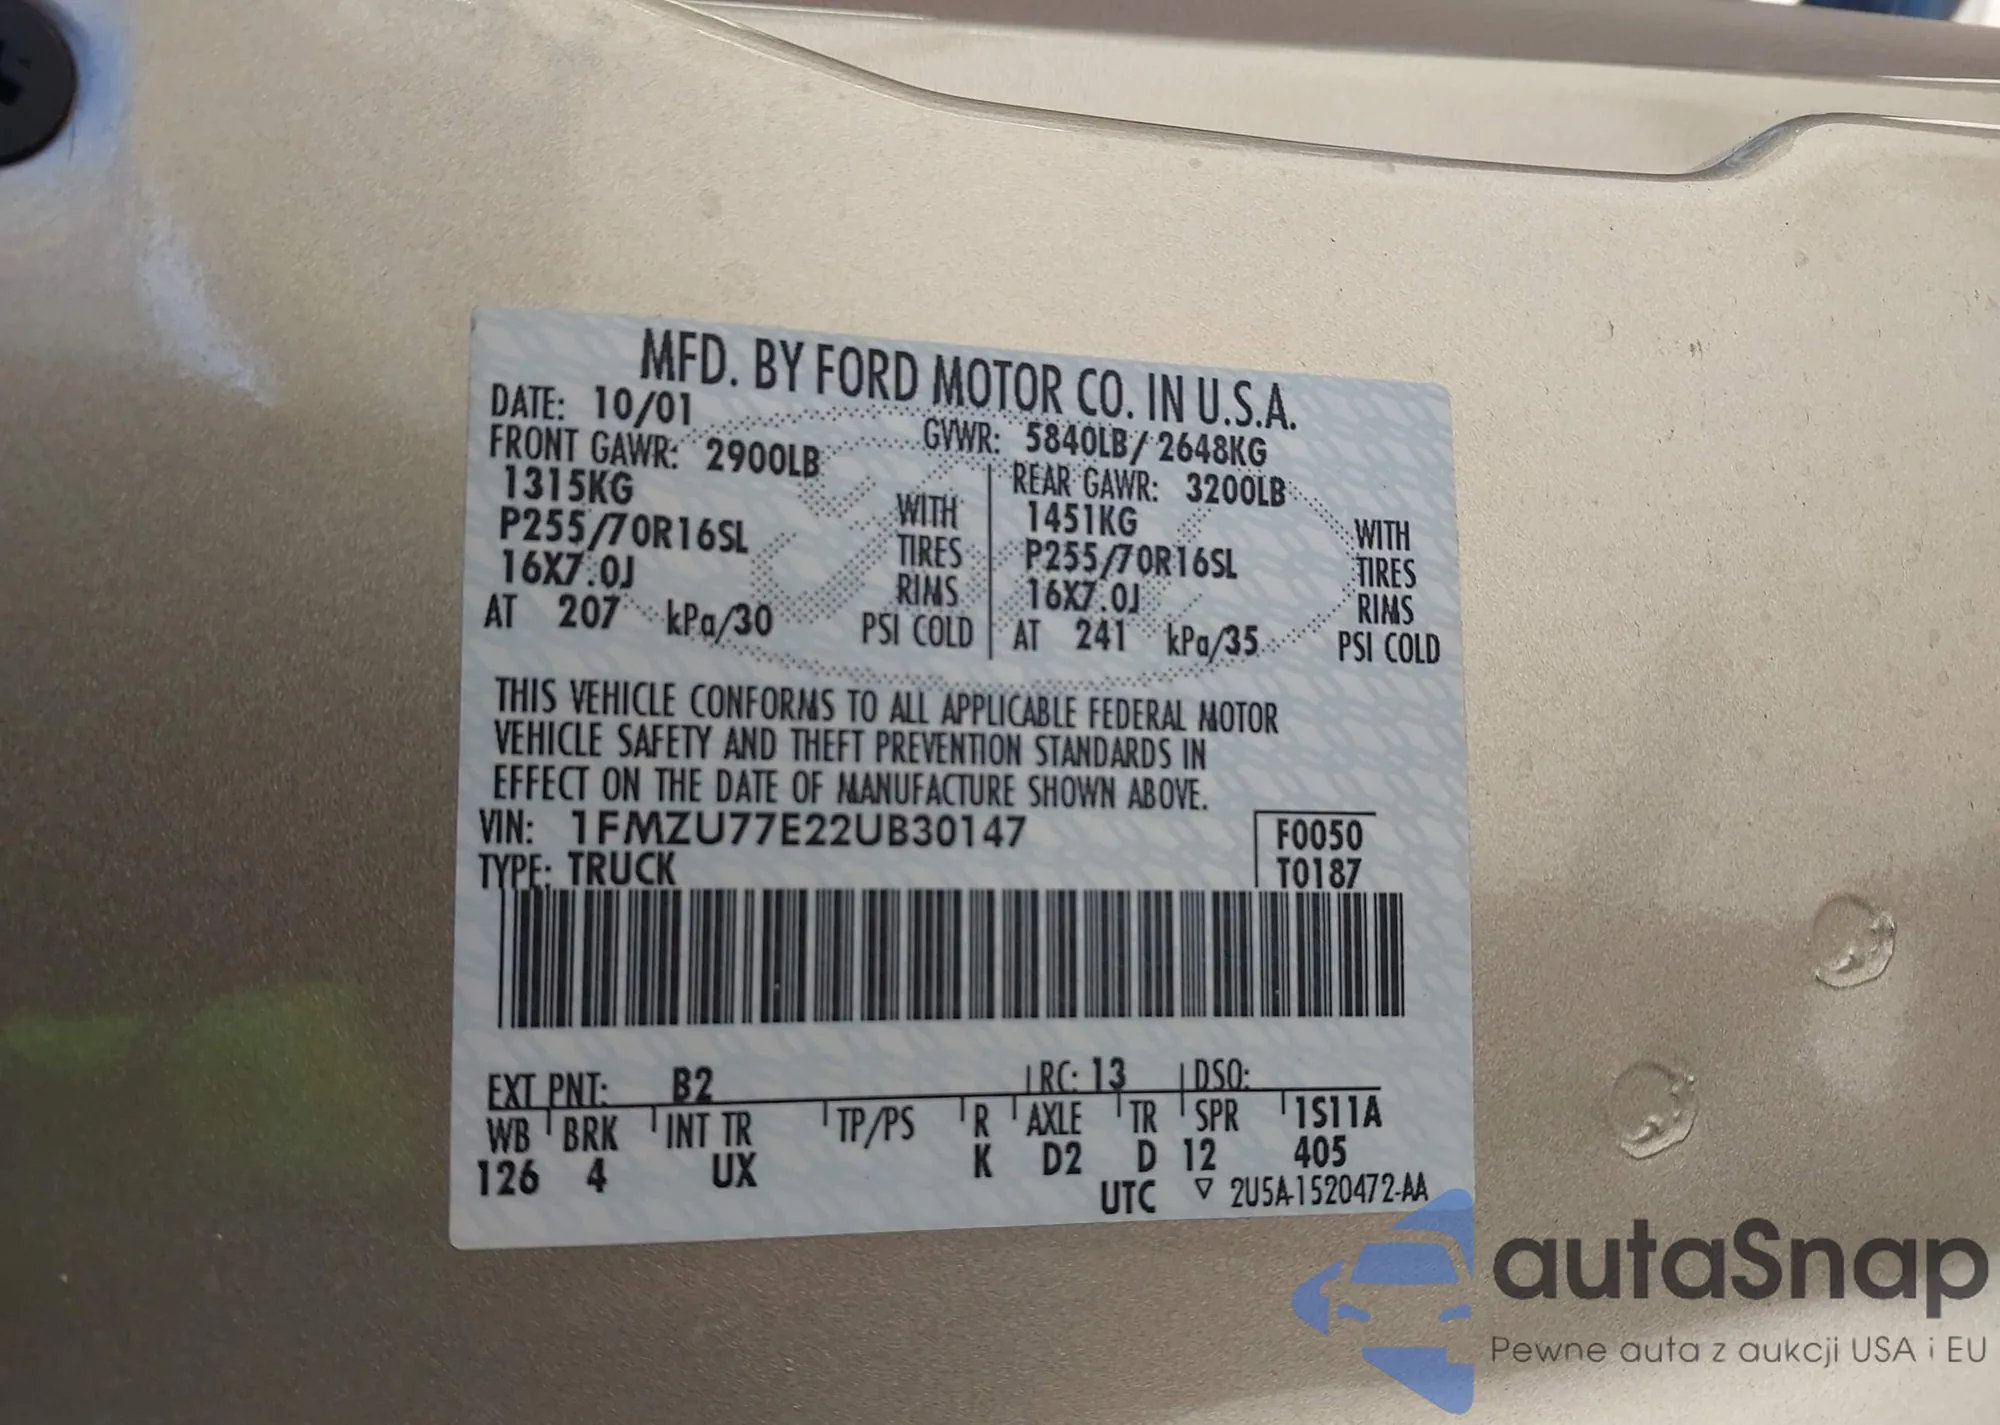 MFD. BY FORD MOTOR CO. IN U.S.A.
DATE: 10/01 GVWR: 5840LB/ 2648KG
FRONT GAWR: 2900LB REAR GAWR: 3200LB
1315KG WITH 1451KG WITH
P255/70R16SL TIRES P255/70R16SL TIRES
16X7.0J RIMS 16X7.0J RIMS
AT 207 kPa/30 PSI COLD AT 241 kPa/35 PSI COLD
THIS VEHICLE CONFORMS TO ALL APPLICABLE FEDERAL MOTOR
VEHICLE SAFETY AND THEFT PREVENTION STANDARDS IN
EFFECT ON THE DATE OF MANUFACTURE SHOWN ABOVE.
VIN: 1FMZU77E22UB30147 F0050
TYPE: TRUCK T0187
EXT PNT: B2 RC: 13 DSO:
WB BRK INT TR TP/PS R AXLE TR SPR 1S11A
126 4 UX K D2 D 12 405
UTC ▽ 2U5A-1520472-AA
autaSnap
Pewne auta z aukcji USA i EU